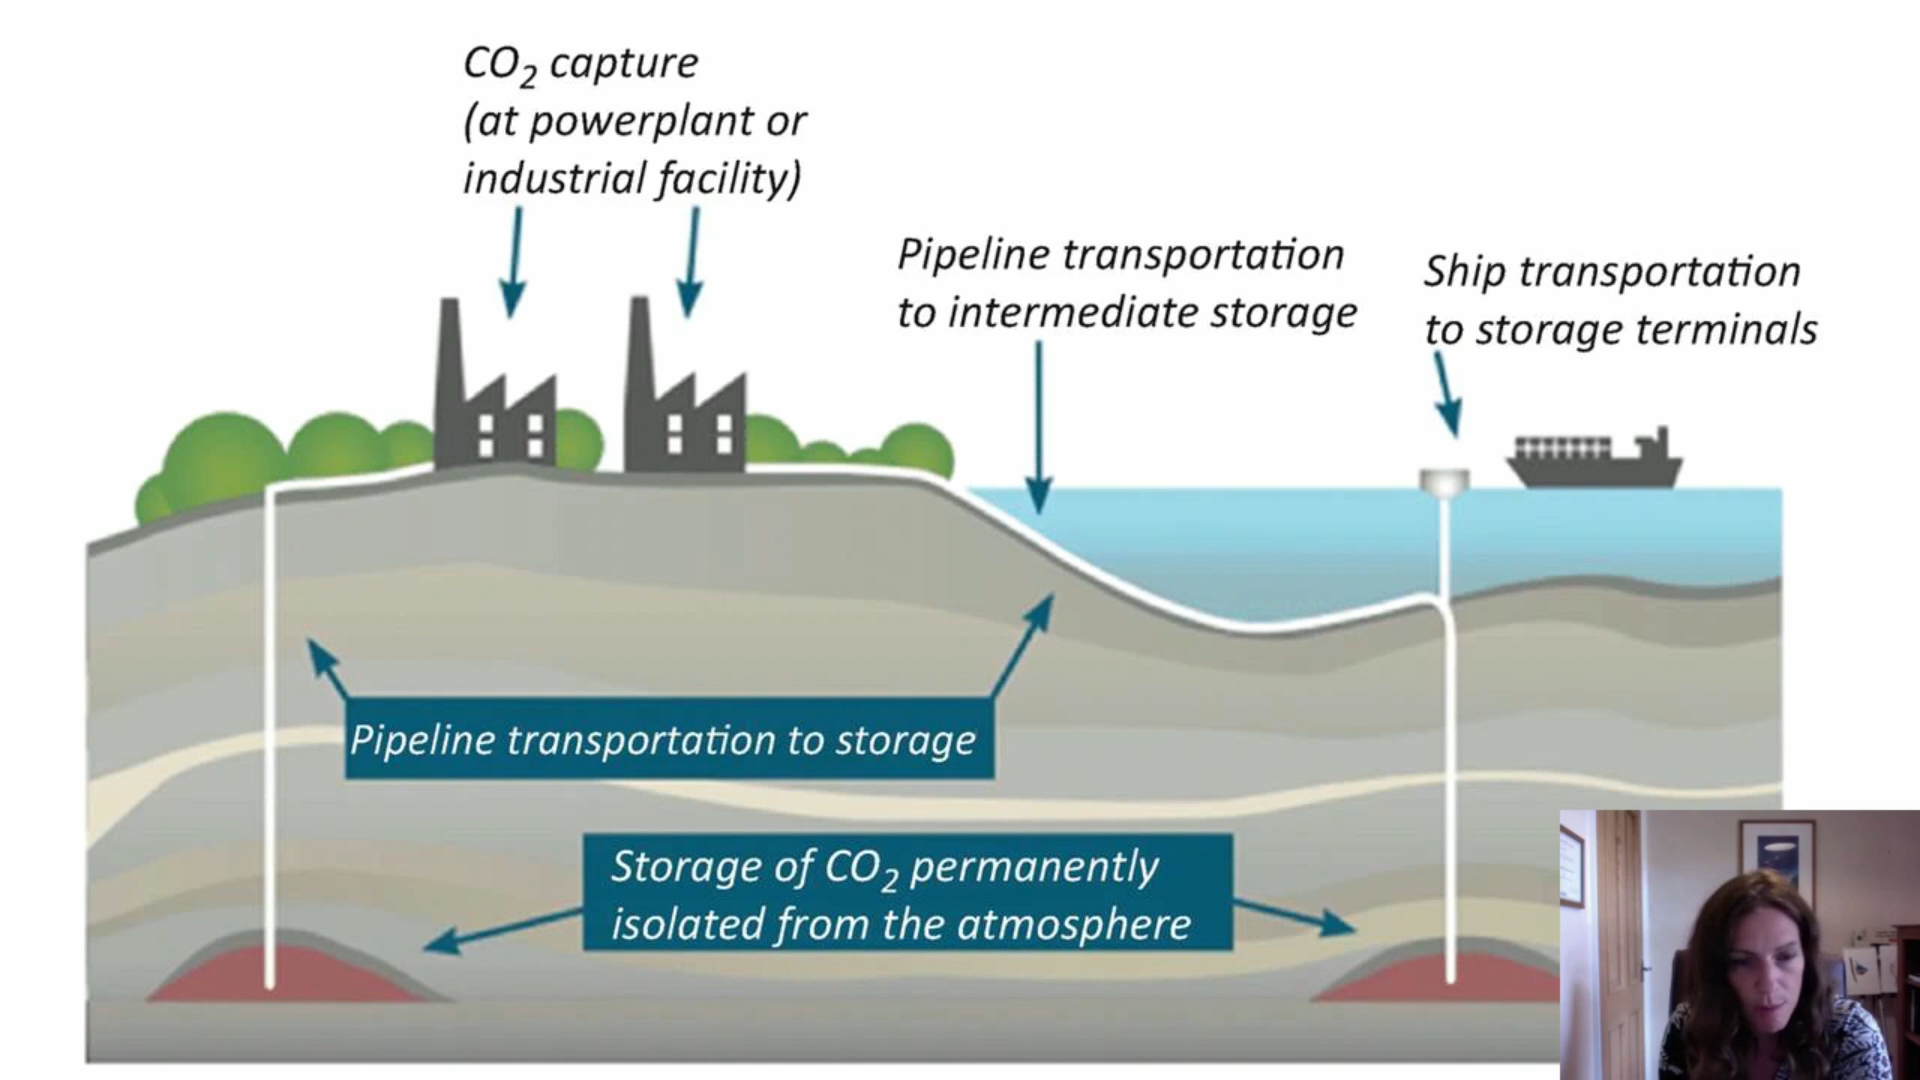 CO₂ capture
(at powerplant or
industrial facility)
Pipeline transportation
to intermediate storage
Ship transportation
to storage terminals
Pipeline transportation to storage
Storage of CO₂ permanently
isolated from the atmosphere